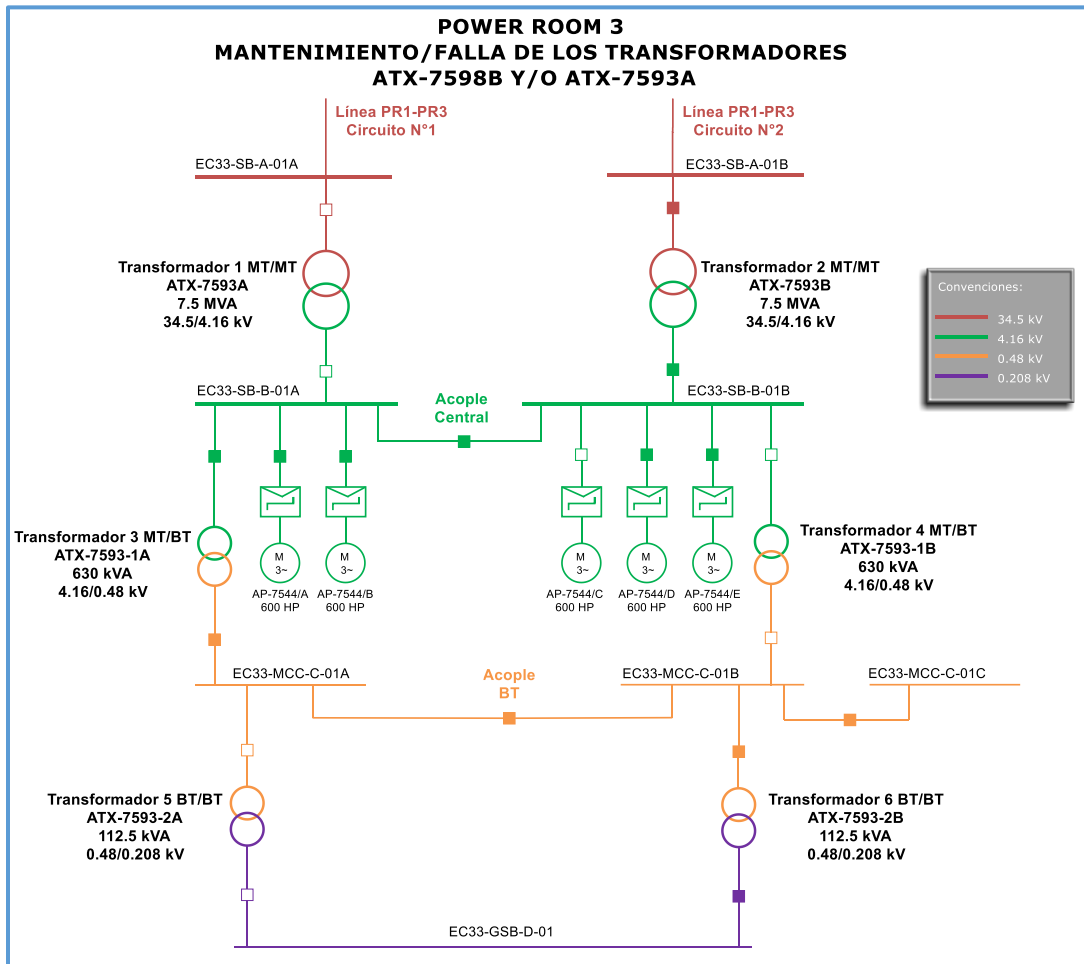 POWER ROOM 3
MANTENIMIENTO/FALLA DE LOS TRANSFORMADORES
ATX-7598B Y/O ATX-7593A
Línea PR1-PR3
Circuito N°1
Línea PR1-PR3
Circuito N°2
EC33-SB-A-01A
EC33-SB-A-01B
Transformador 1 MT/MT
ATX-7593A
7.5 MVA
34.5/4.16 kV
Transformador 2 MT/MT
ATX-7593B
7.5 MVA
34.5/4.16 kV
Convenciones:
34.5 kV
4.16 kV
0.48 kV
0.208 kV
EC33-SB-B-01A
Acople
Central
EC33-SB-B-01B
Transformador 3 MT/BT
ATX-7593-1A
630 kVA
4.16/0.48 kV
M
3~
AP-7544/A
600 HP
M
3~
AP-7544/B
600 HP
M
3~
AP-7544/C
600 HP
M
3~
AP-7544/D
600 HP
M
3~
AP-7544/E
600 HP
Transformador 4 MT/BT
ATX-7593-1B
630 kVA
4.16/0.48 kV
EC33-MCC-C-01A
Acople
BT
EC33-MCC-C-01B
EC33-MCC-C-01C
Transformador 5 BT/BT
ATX-7593-2A
112.5 kVA
0.48/0.208 kV
Transformador 6 BT/BT
ATX-7593-2B
112.5 kVA
0.48/0.208 kV
EC33-GSB-D-01